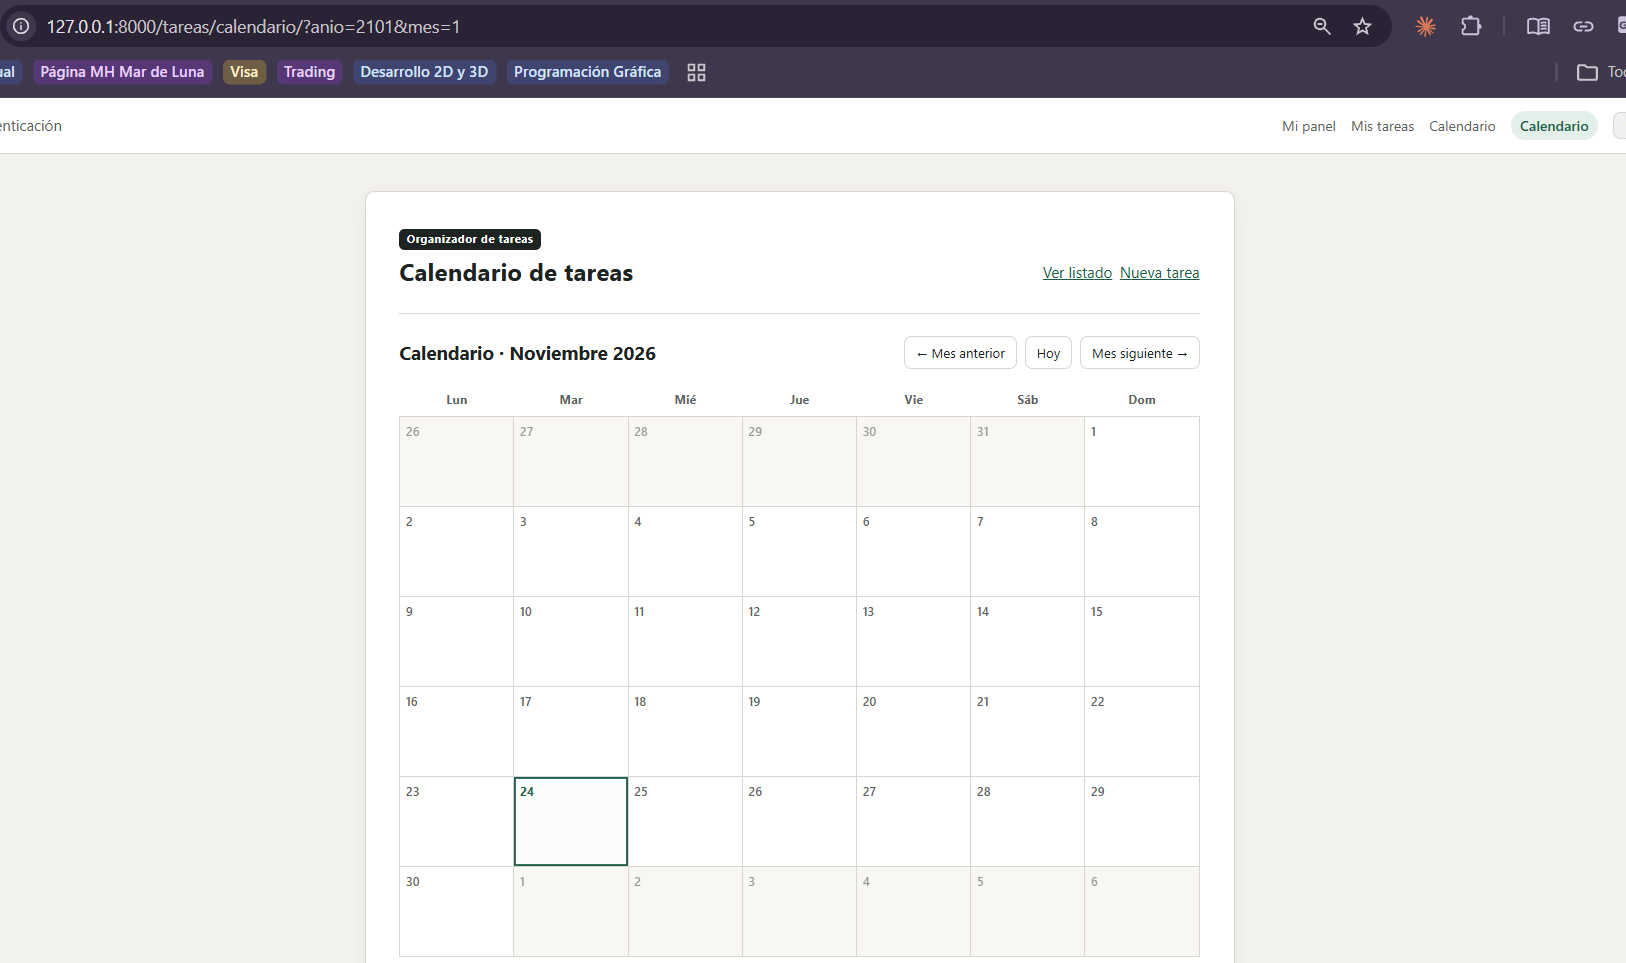 127.0.0.1:8000/tareas/calendario/?anio=2101&mes=1
Página MH Mar de Luna Visa Trading Desarrollo 2D y 3D Programación Gráfica
Mi panel Mis tareas Calendario Calendario
Organizador de tareas
Calendario de tareas Ver listado Nueva tarea
Calendario · Noviembre 2026 ← Mes anterior Hoy Mes siguiente →
Lun Mar Mié Jue Vie Sáb Dom
26 27 28 29 30 31 1
2 3 4 5 6 7 8
9 10 11 12 13 14 15
16 17 18 19 20 21 22
23 24 25 26 27 28 29
30 1 2 3 4 5 6